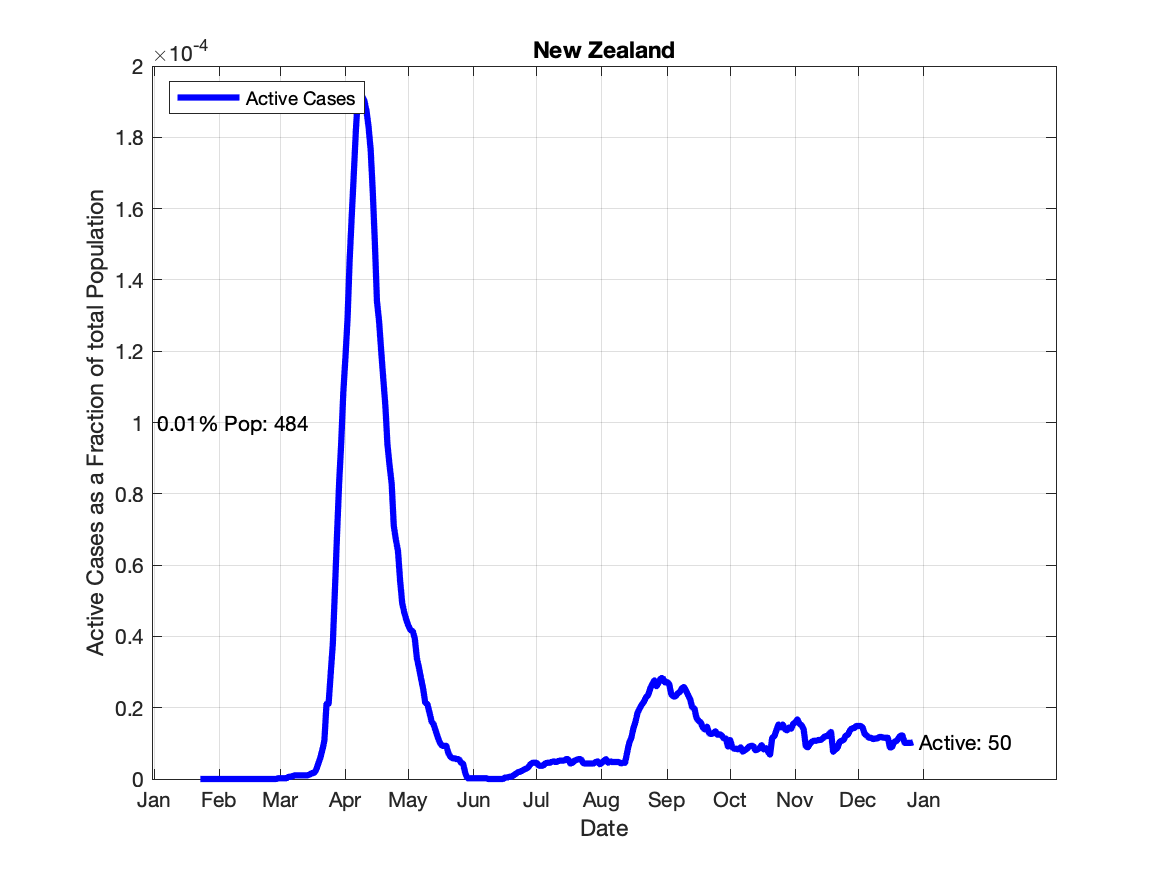 New Zealand
×10⁻⁴
Active Cases
2
1.8
1.6
1.4
1.2
1
0.8
0.6
0.4
0.2
0
Active Cases as a Fraction of total Population
0.01% Pop: 484
Active: 50
Jan Feb Mar Apr May Jun Jul Aug Sep Oct Nov Dec Jan
Date